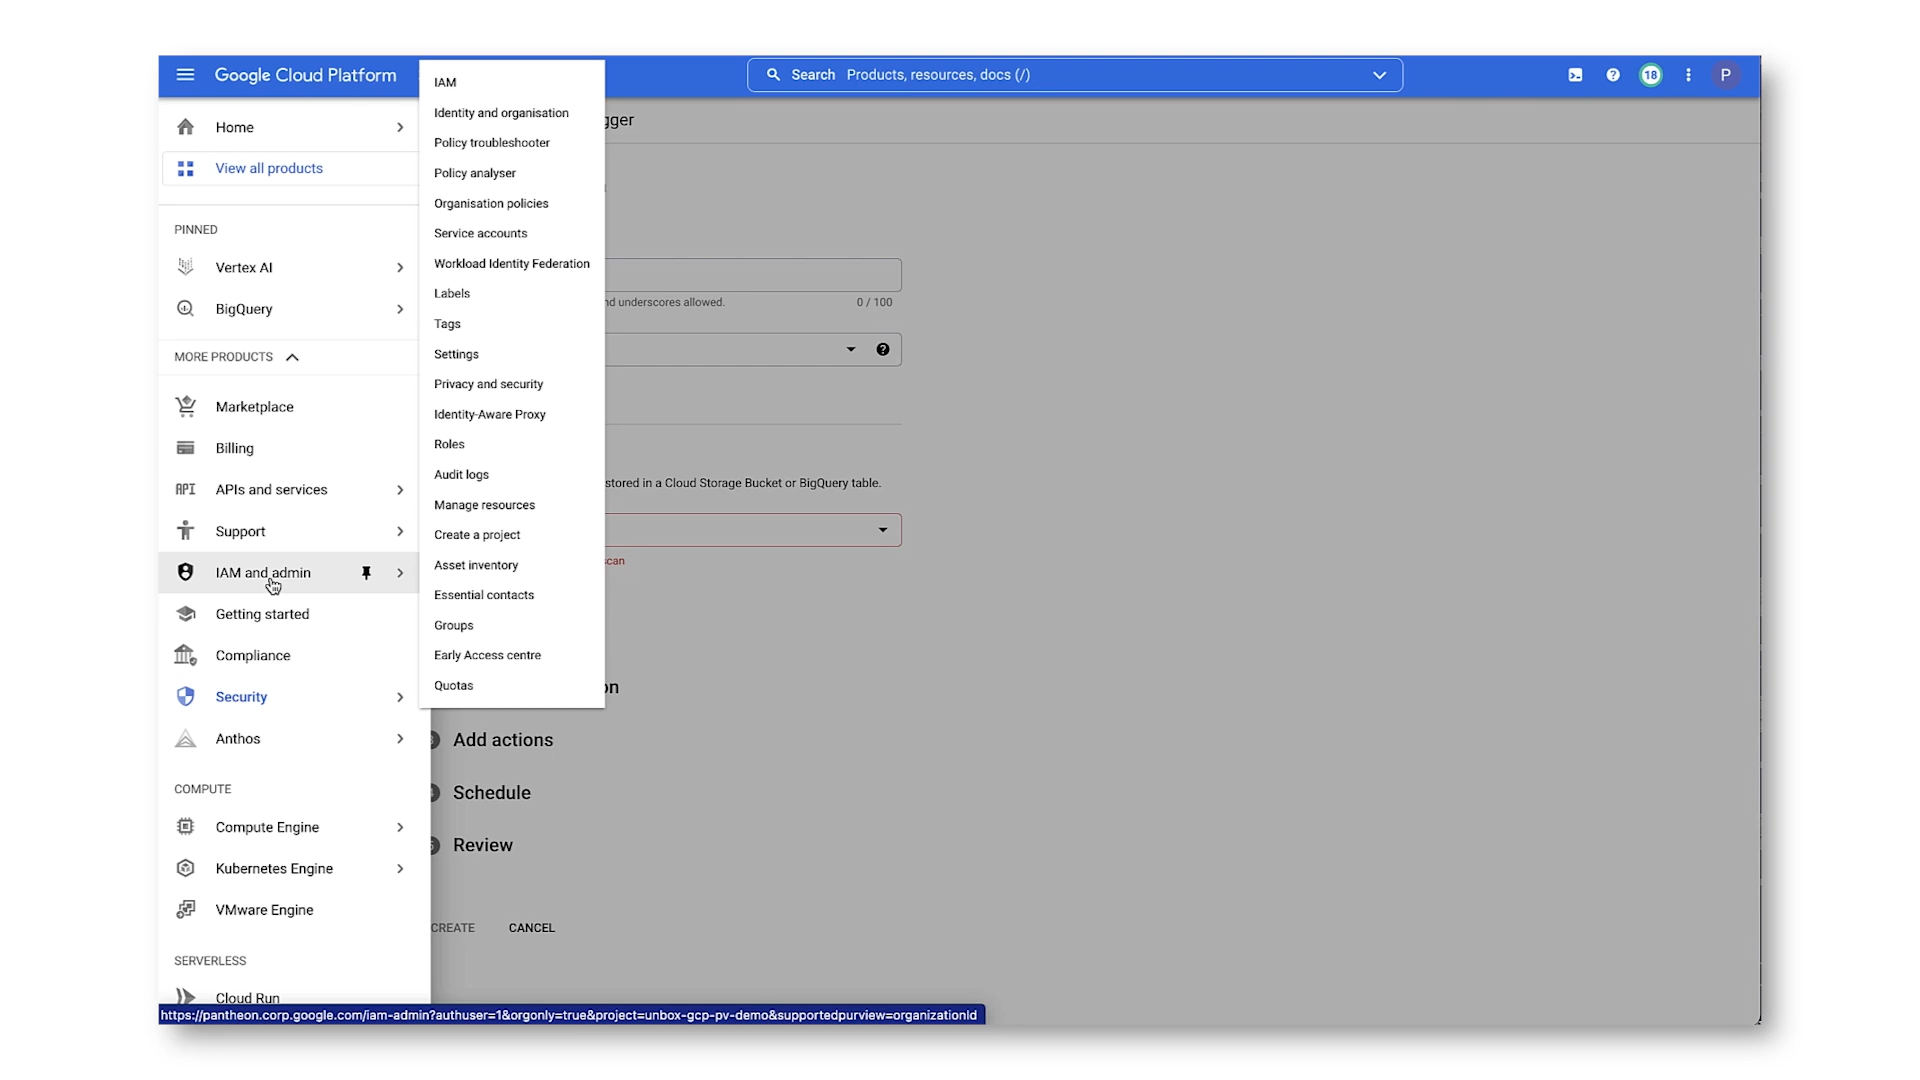 Google Cloud Platform
Search Products, resources, docs (/)
18
P
Home
View all products
PINNED
Vertex AI
BigQuery
MORE PRODUCTS
Marketplace
Billing
API
APIs and services
Support
IAM and admin
Getting started
Compliance
Security
Anthos
COMPUTE
Compute Engine
Kubernetes Engine
VMware Engine
SERVERLESS
Cloud Run
IAM
Identity and organisation
Policy troubleshooter
Policy analyser
Organisation policies
Service accounts
Workload Identity Federation
Labels
Tags
Settings
Privacy and security
Identity-Aware Proxy
Roles
Audit logs
Manage resources
Create a project
Asset inventory
Essential contacts
Groups
Early Access centre
Quotas
gger
nd underscores allowed.
0 / 100
stored in a Cloud Storage Bucket or BigQuery table.
scan
on
Add actions
Schedule
Review
CREATE
CANCEL
https://pantheon.corp.google.com/iam-admin?authuser=1&orgonly=true&project=unbox-gcp-pv-demo&supportedpurview=organizationId